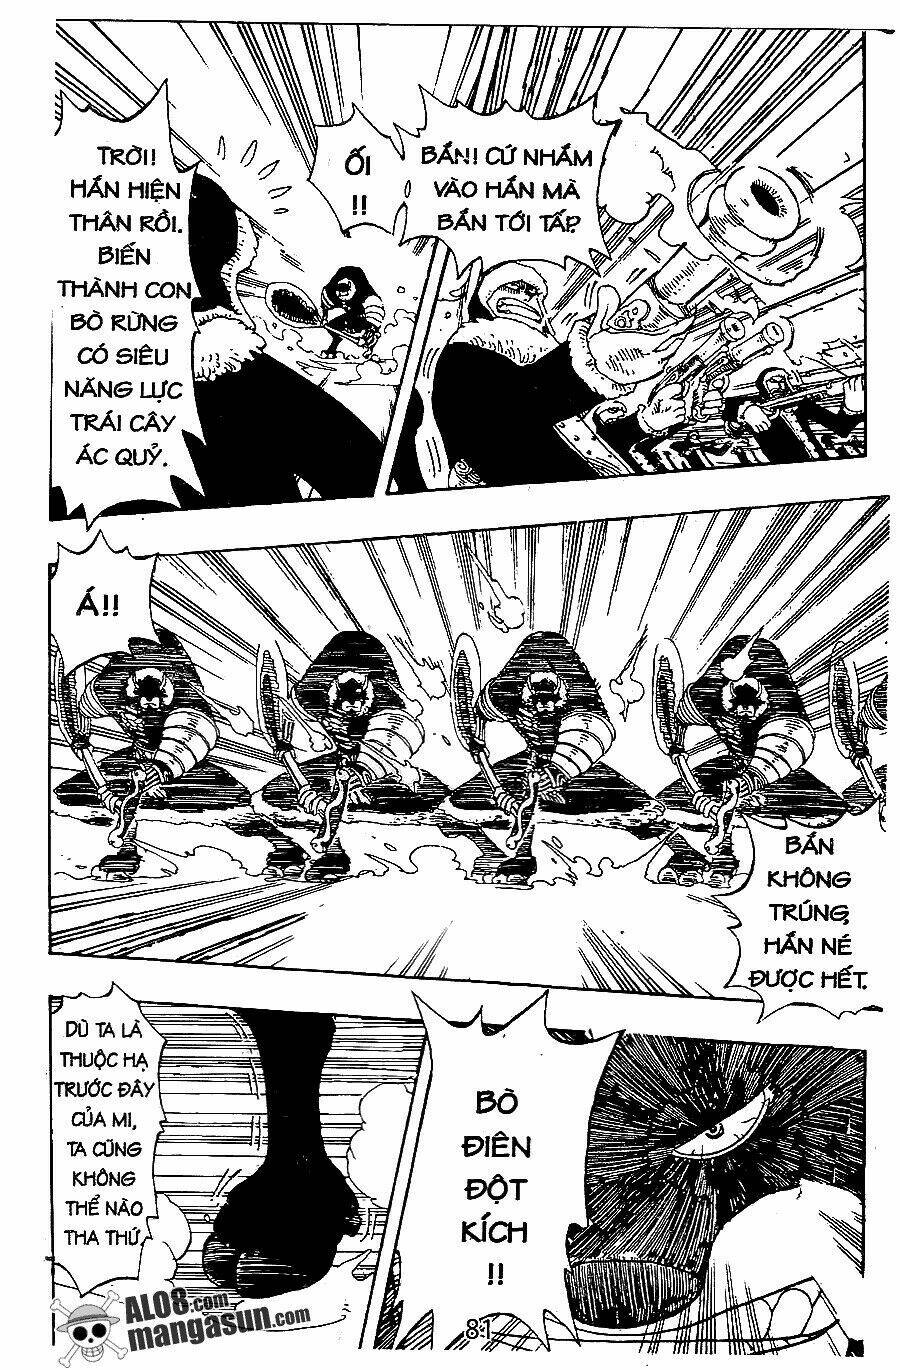 BẮN! CỨ NHẮM
VÀO HẮN MÀ
BẮN TỚI TẤP.
ỐI
!!
TRỜI!
HẮN HIỆN
THÂN RỒI.
BIẾN
THÀNH CON
BÒ RỪNG
CÓ SIÊU
NĂNG LỰC
TRÁI CÂY
ÁC QUỶ.
Á!!
BẮN
KHÔNG
TRÚNG,
HẮN NÉ
ĐƯỢC HẾT.
BÒ
ĐIÊN
ĐỘT
KÍCH
!!
DÙ TA LÀ
THUỘC HẠ
TRƯỚC ĐÂY
CỦA MI,
TA CŨNG
KHÔNG
THỂ NÀO
THA THỨ.
AL08.com
mangasun.com
81